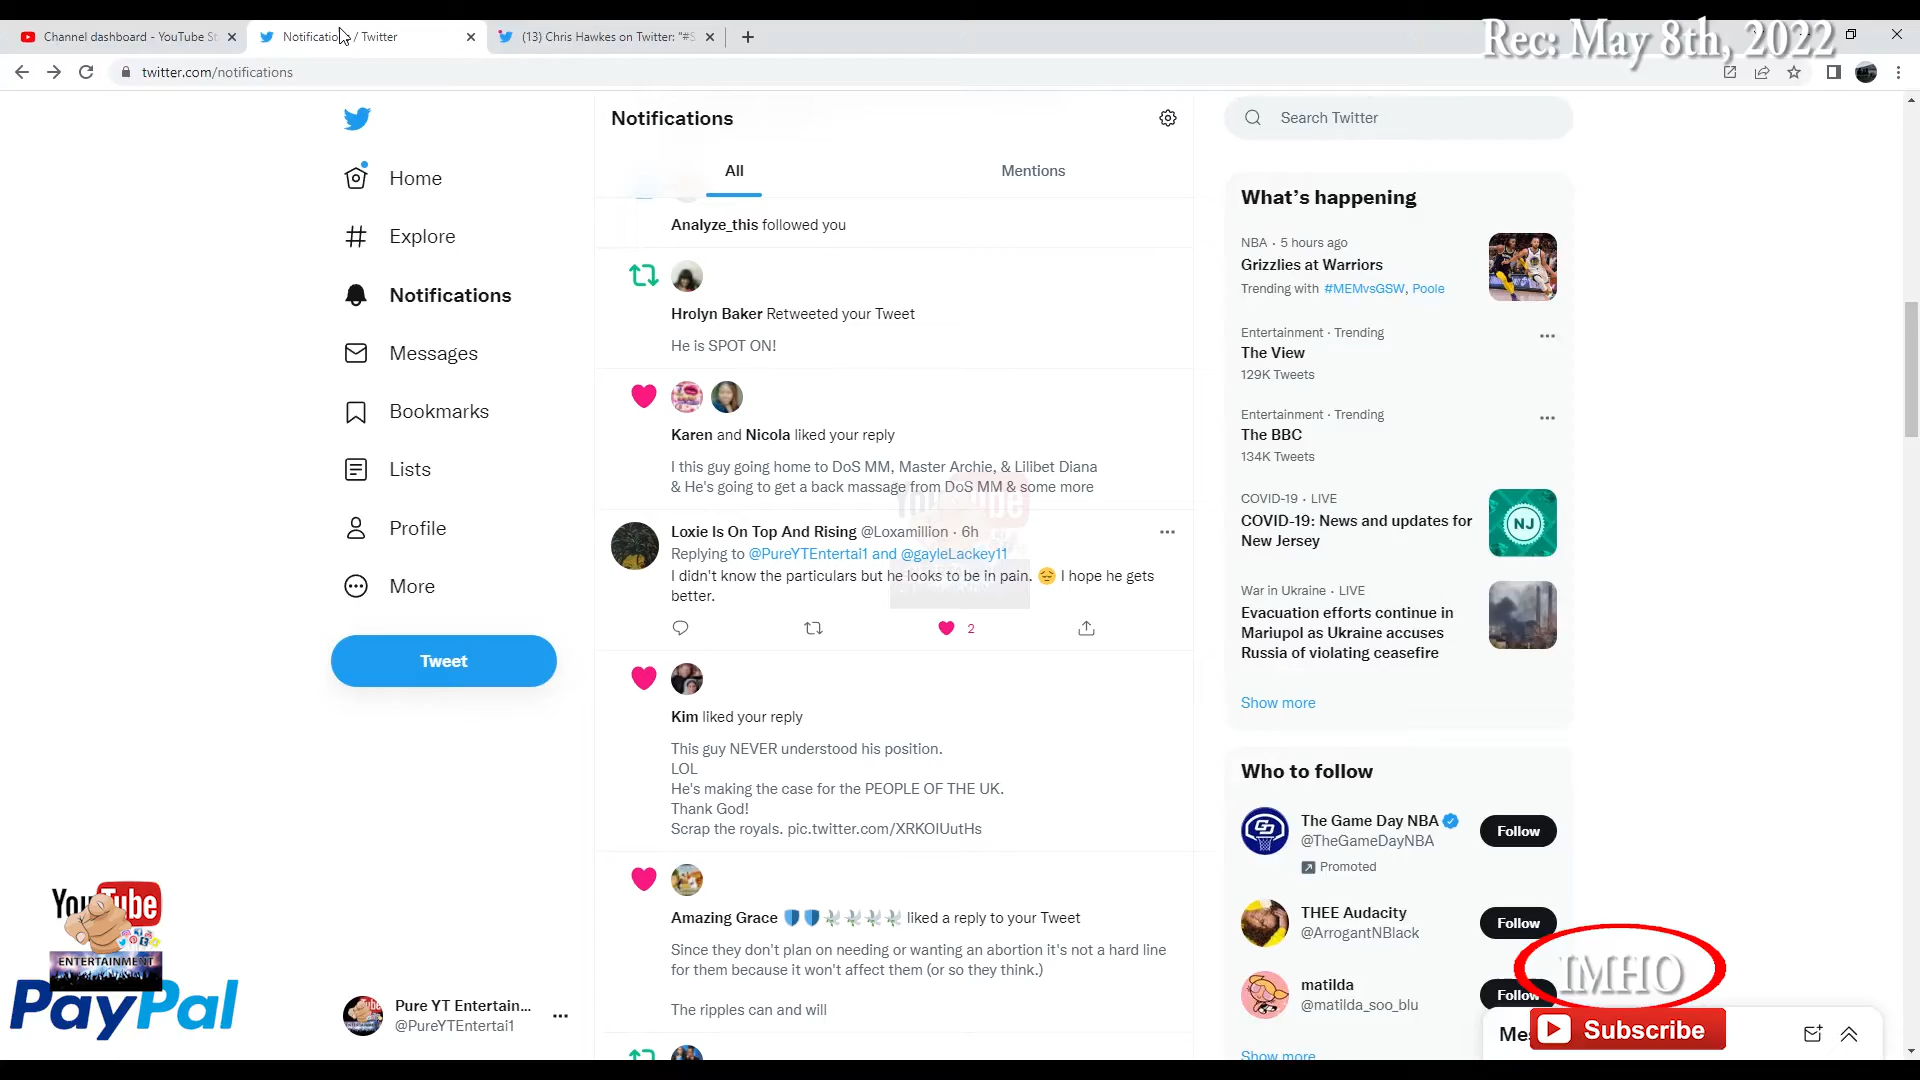 Channel dashboard - YouTube St
Notifications / Twitter
(13) Chris Hawkes on Twitter: "#S
Rec: May 8th, 2022
twitter.com/notifications
Home
Explore
Notifications
Messages
Bookmarks
Lists
Profile
More
Tweet
Pure YT Entertain...
@PureYTEntertai1
Notifications
All
Mentions
Analyze_this followed you
Hrolyn Baker Retweeted your Tweet
He is SPOT ON!
Karen and Nicola liked your reply
I this guy going home to DoS MM, Master Archie, & Lilibet Diana
& He's going to get a back massage from DoS MM & some more
Loxie Is On Top And Rising @Loxamillion · 6h
Replying to @PureYTEntertai1 and @gayleLackey11
I didn't know the particulars but he looks to be in pain. 😔 I hope he gets
better.
2
Kim liked your reply
This guy NEVER understood his position.
LOL
He's making the case for the PEOPLE OF THE UK.
Thank God!
Scrap the royals. pic.twitter.com/XRKOIUutHs
Amazing Grace 🛡️🛡️🕊️🕊️🕊️🕊️ liked a reply to your Tweet
Since they don't plan on needing or wanting an abortion it's not a hard line
for them because it won't affect them (or so they think.)
The ripples can and will
Search Twitter
What's happening
NBA · 5 hours ago
Grizzlies at Warriors
Trending with #MEMvsGSW, Poole
Entertainment · Trending
The View
129K Tweets
Entertainment · Trending
The BBC
134K Tweets
COVID-19 · LIVE
COVID-19: News and updates for
New Jersey
NJ
War in Ukraine · LIVE
Evacuation efforts continue in
Mariupol as Ukraine accuses
Russia of violating ceasefire
Show more
Who to follow
The Game Day NBA
@TheGameDayNBA
Follow
Promoted
THEE Audacity
@ArrogantNBlack
Follow
matilda
@matilda_soo_blu
Follow
Show more
IMHO
Mes
Subscribe
YouTube
ENTERTAINMENT
PayPal